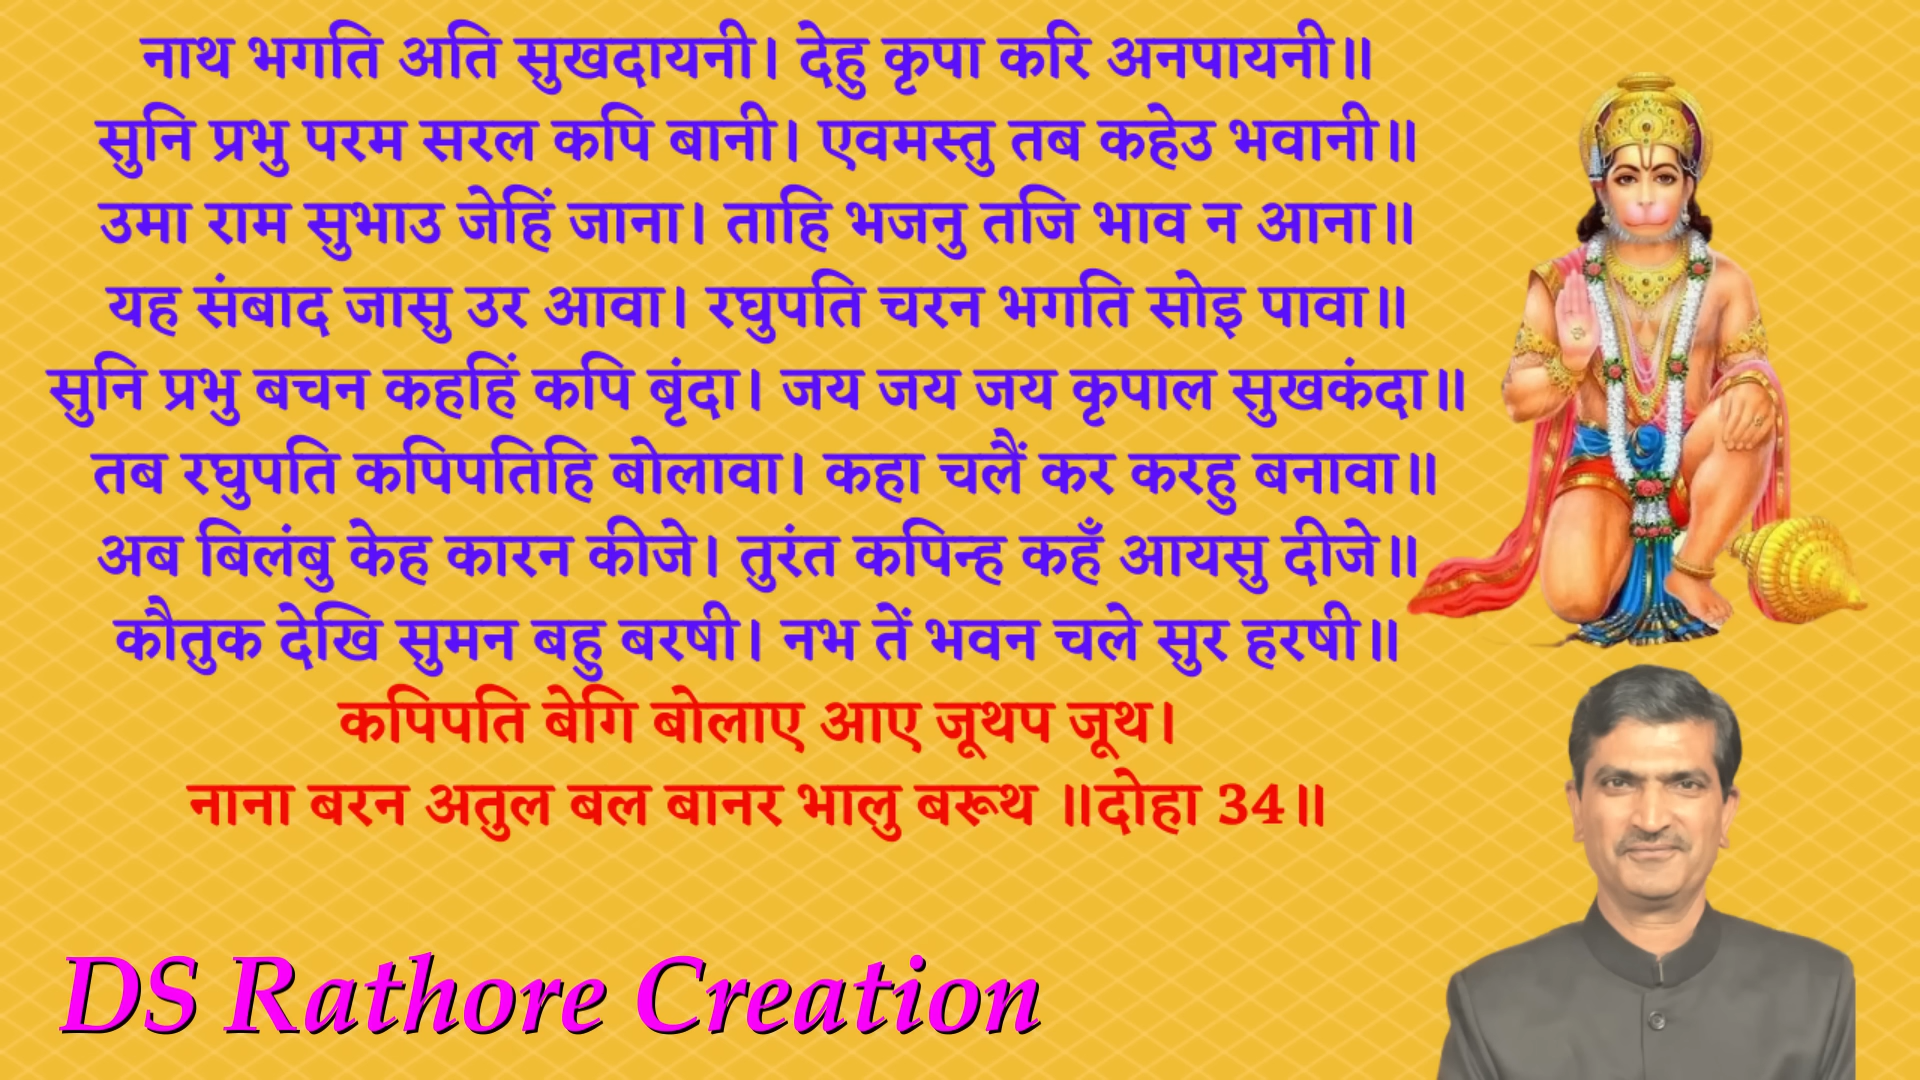 नाथ भगति अति सुखदायनी। देहु कृपा करि अनपायनी॥
सुनि प्रभु परम सरल कपि बानी। एवमस्तु तब कहेउ भवानी॥
उमा राम सुभाउ जेहिं जाना। ताहि भजनु तजि भाव न आना॥
यह संबाद जासु उर आवा। रघुपति चरन भगति सोइ पावा॥
सुनि प्रभु बचन कहहिं कपि बृंदा। जय जय जय कृपाल सुखकंदा॥
तब रघुपति कपिपतिहि बोलावा। कहा चलैं कर करहु बनावा॥
अब बिलंबु केह कारन कीजे। तुरंत कपिन्ह कहँ आयसु दीजे॥
कौतुक देखि सुमन बहु बरषी। नभ तें भवन चले सुर हरषी॥
कपिपति बेगि बोलाए आए जूथप जूथ।
नाना बरन अतुल बल बानर भालु बरूथ ॥दोहा 34॥
DS Rathore Creation